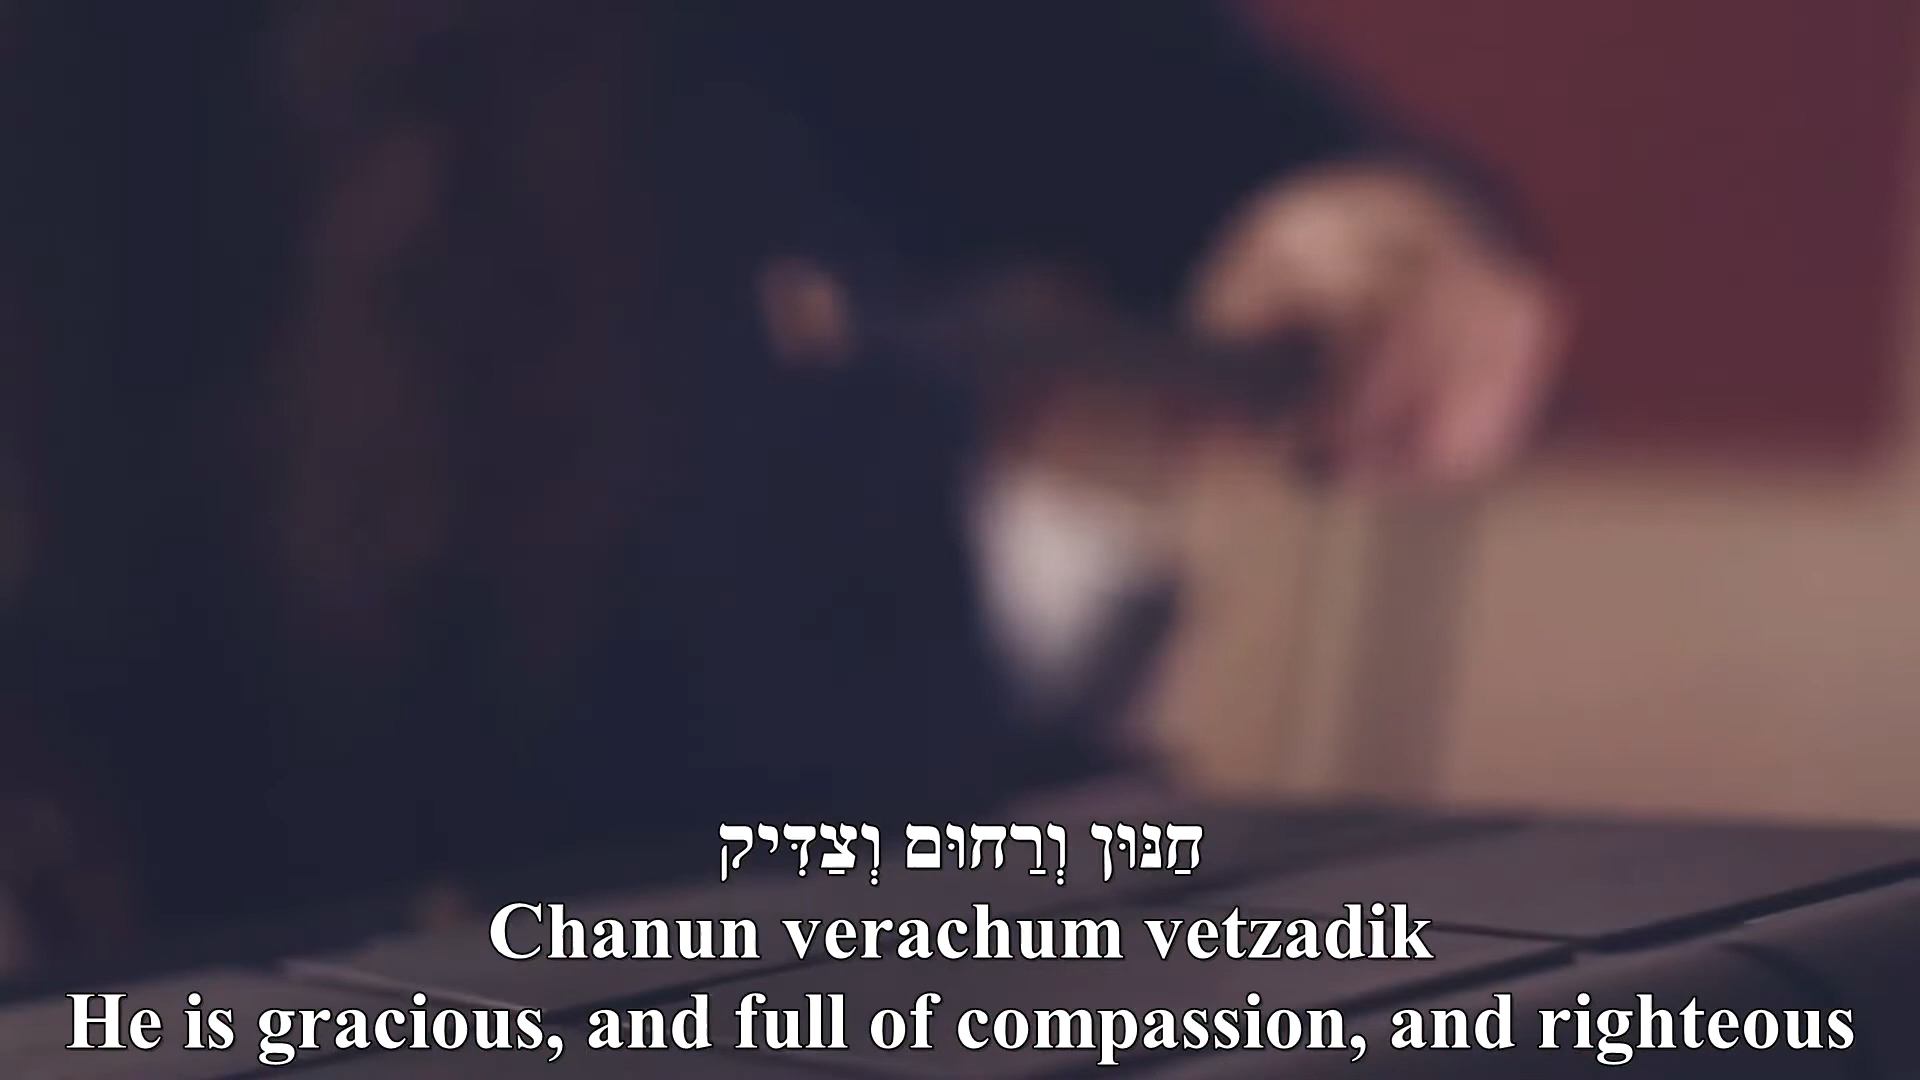 חַנּוּן וְרַחוּם וְצַדִּיק
Chanun verachum vetzadik
He is gracious, and full of compassion, and righteous